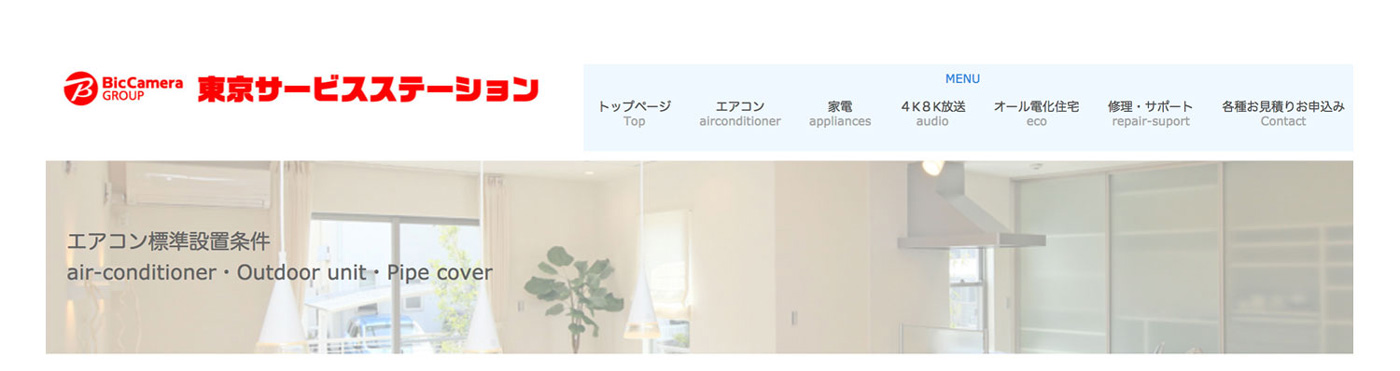 BicCamera
GROUP
東京サービスステーション
MENU
トップページ
Top
エアコン
airconditioner
家電
appliances
４K８K放送
audio
オール電化住宅
eco
修理・サポート
repair-suport
各種お見積りお申込み
Contact
エアコン標準設置条件
air-conditioner・Outdoor unit・Pipe cover